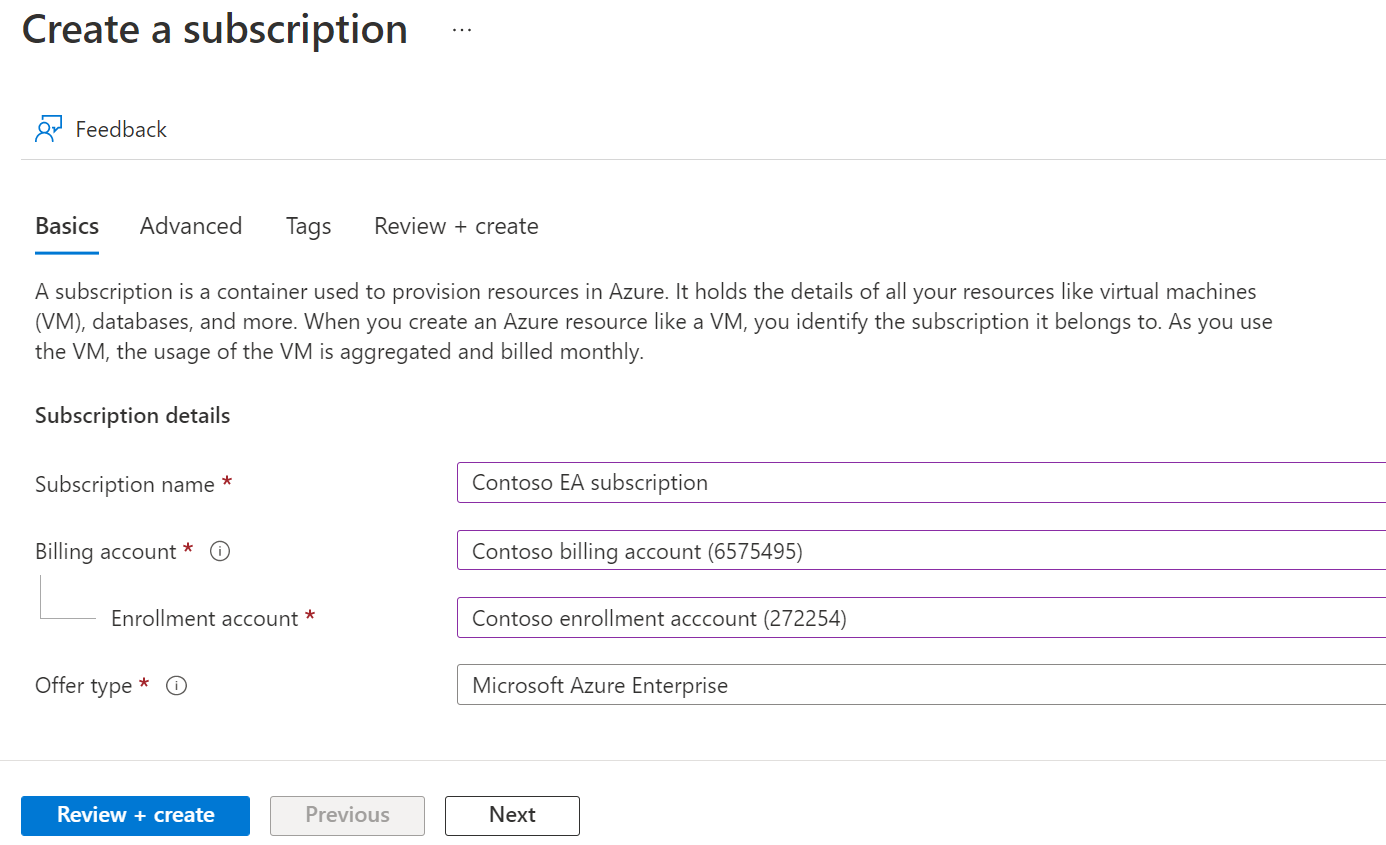 Create a subscription ...
Feedback
Basics Advanced Tags Review + create
A subscription is a container used to provision resources in Azure. It holds the details of all your resources like virtual machines
(VM), databases, and more. When you create an Azure resource like a VM, you identify the subscription it belongs to. As you use
the VM, the usage of the VM is aggregated and billed monthly.
Subscription details
Subscription name * Contoso EA subscription
Billing account * Contoso billing account (6575495)
Enrollment account * Contoso enrollment acccount (272254)
Offer type * Microsoft Azure Enterprise
Review + create Previous Next